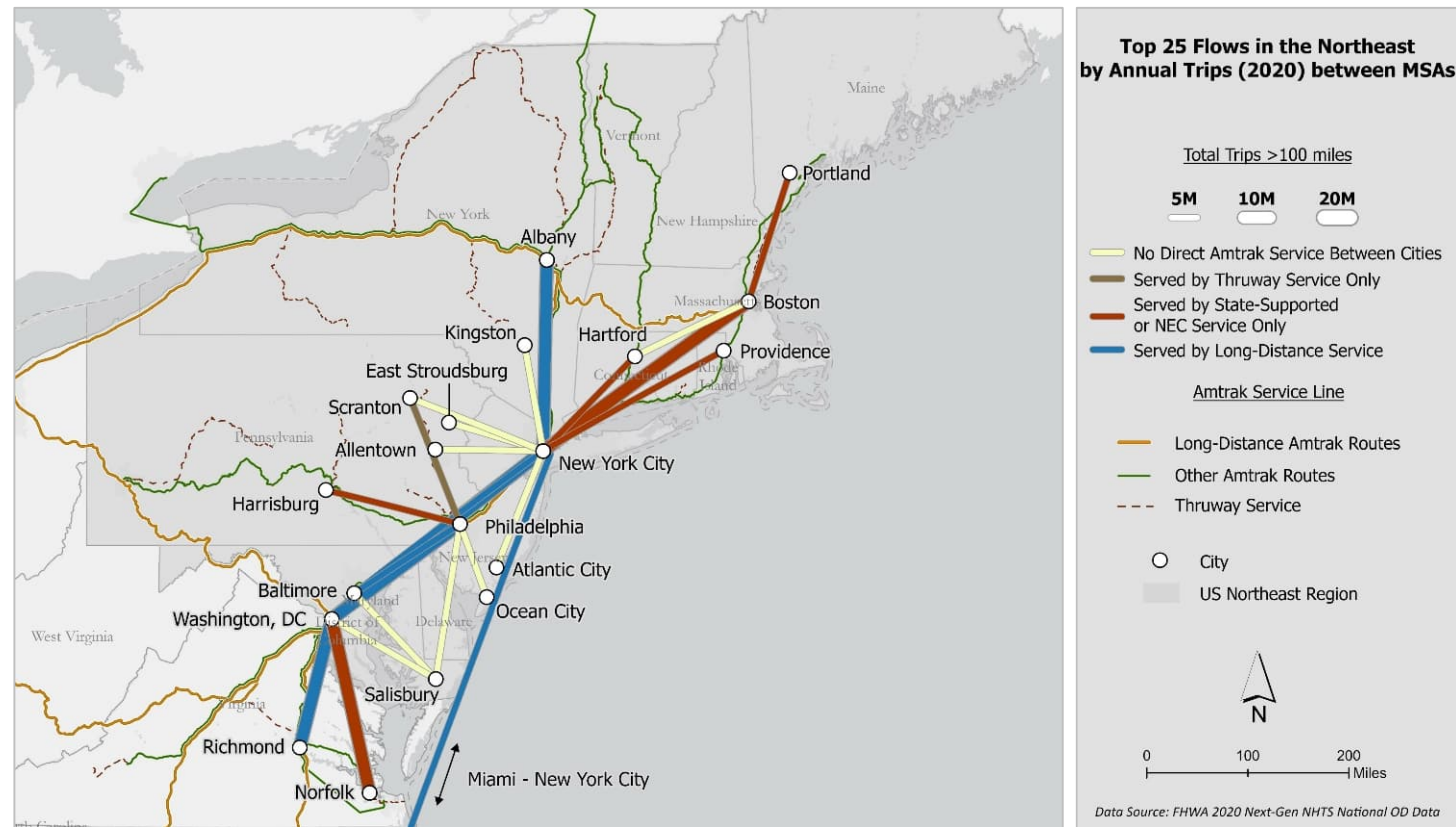 Maine
Vermont
Portland
New York
New Hampshire
Albany
Massachusett
Boston
Kingston
Hartford
Providence
Connecticut
Rhode
Island
East Stroudsburg
Scranton
Pennsylvania
Allentown
New York City
Harrisburg
Philadelphia
New Jersey
Atlantic City
Baltimore
Maryland
Ocean City
Washington, DC
District of
Columbia
Delaware
West Virginia
Salisbury
Virginia
Richmond
Miami - New York City
Norfolk
th Carolina
Top 25 Flows in the Northeast
by Annual Trips (2020) between MSAs
Total Trips >100 miles
5M 10M 20M
No Direct Amtrak Service Between Cities
Served by Thruway Service Only
Served by State-Supported
or NEC Service Only
Served by Long-Distance Service
Amtrak Service Line
Long-Distance Amtrak Routes
Other Amtrak Routes
Thruway Service
City
US Northeast Region
N
0 100 200
Miles
Data Source: FHWA 2020 Next-Gen NHTS National OD Data